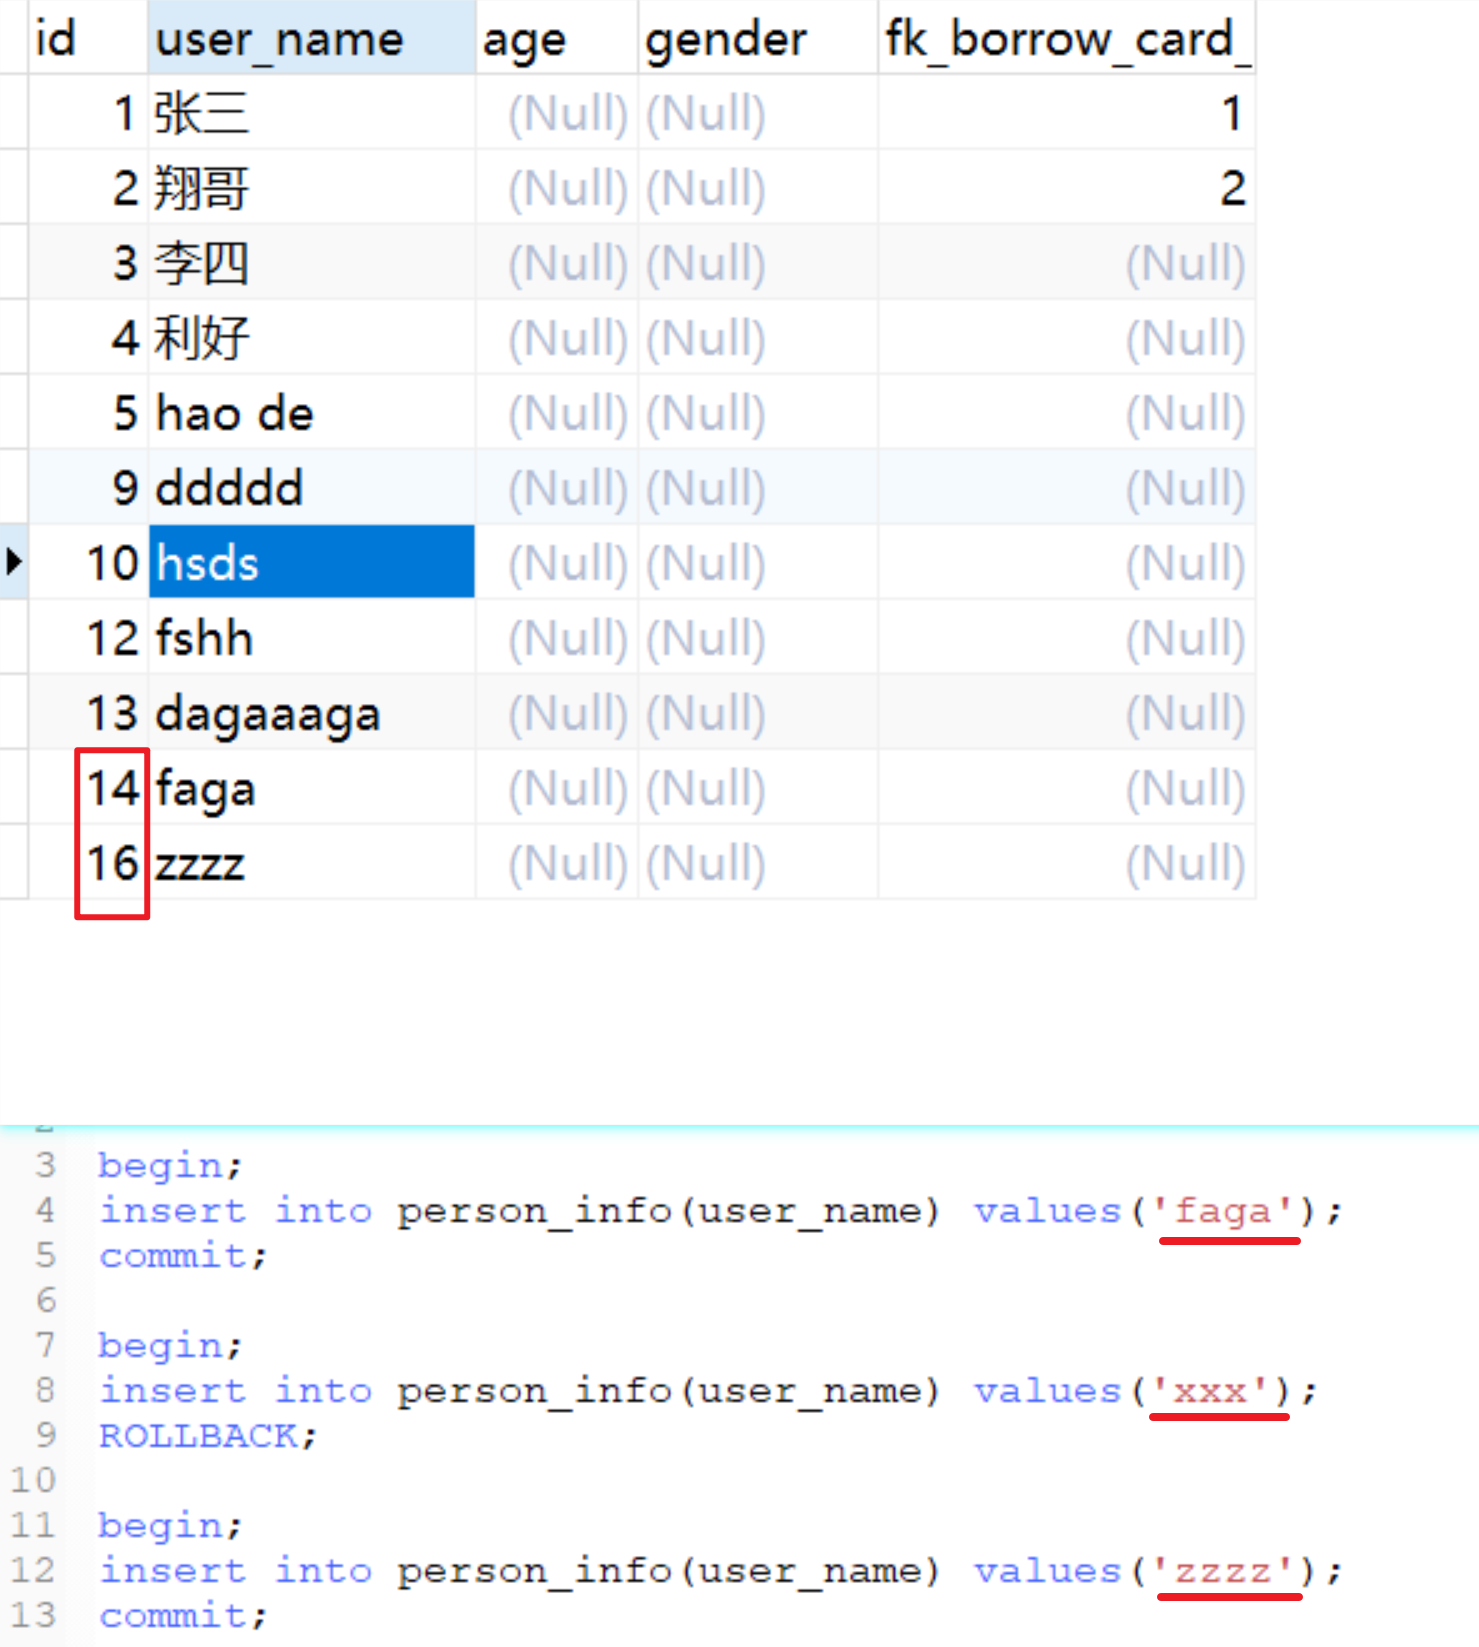 id user_name age gender fk_borrow_card_
1 张三 (Null) (Null) 1
2 翔哥 (Null) (Null) 2
3 李四 (Null) (Null) (Null)
4 利好 (Null) (Null) (Null)
5 hao de (Null) (Null) (Null)
9 ddddd (Null) (Null) (Null)
10 hsds (Null) (Null) (Null)
12 fshh (Null) (Null) (Null)
13 dagaaaga (Null) (Null) (Null)
14 faga (Null) (Null) (Null)
16 zzzz (Null) (Null) (Null)
3 begin;
4 insert into person_info(user_name) values('faga');
5 commit;
6
7 begin;
8 insert into person_info(user_name) values('xxx');
9 ROLLBACK;
10
11 begin;
12 insert into person_info(user_name) values('zzzz');
13 commit;